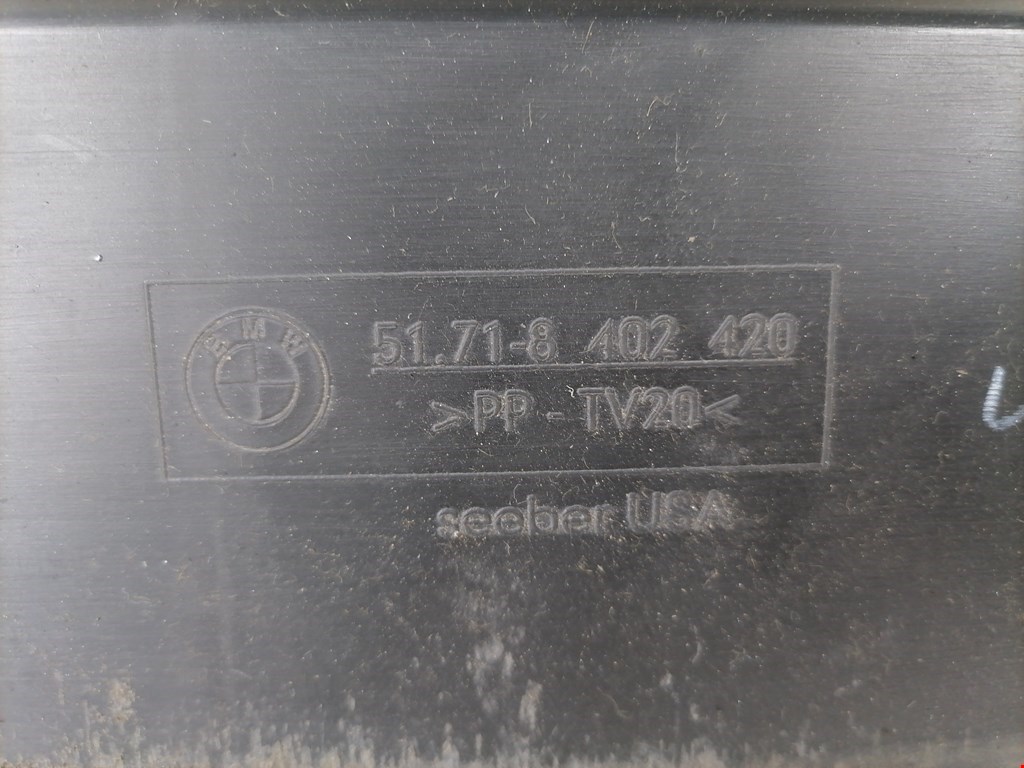 BMW
51.71-8 402 420
>PP - TV20<
seeber USA